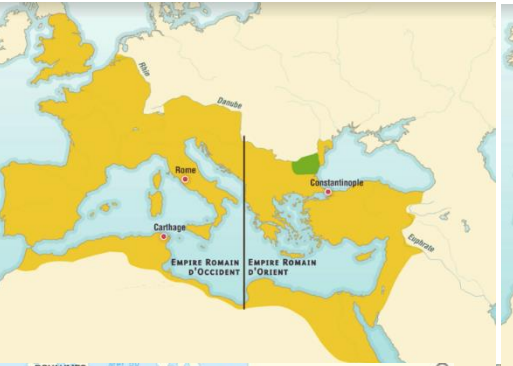 Rhin
Danube
Rome
Constantinople
Carthage
Euphrate
EMPIRE ROMAIN
D'OCCIDENT
EMPIRE ROMAIN
D'ORIENT